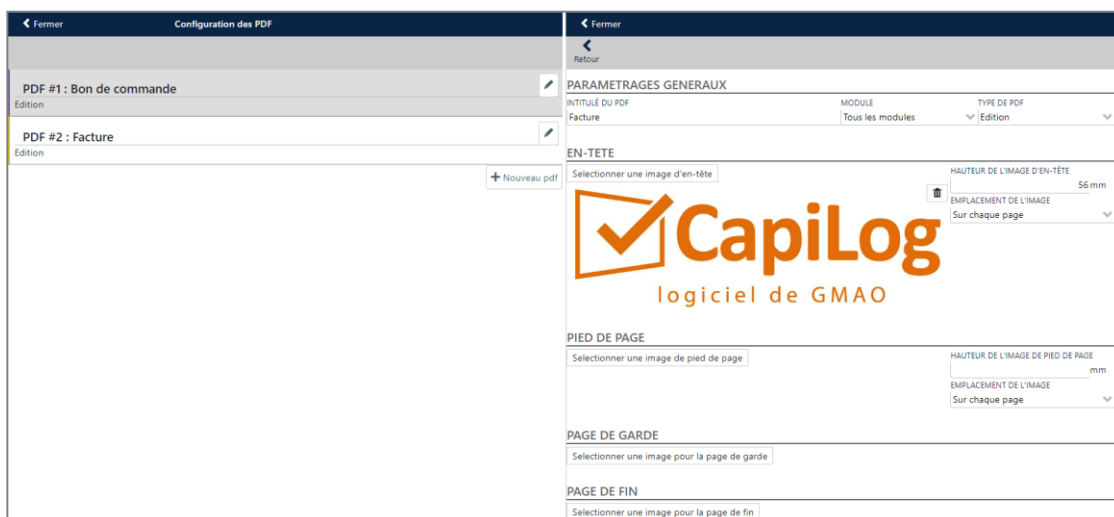 Fermer
Configuration des PDF
PDF #1 : Bon de commande
Edition
PDF #2 : Facture
Edition
Nouveau pdf
Fermer
Retour
PARAMETRAGES GENERAUX
INTITULÉ DU PDF
MODULE
TYPE DE PDF
Facture
Tous les modules
Edition
EN-TETE
Selectionner une image d'en-tête
HAUTEUR DE L'IMAGE D'EN-TÊTE
56 mm
EMPLACEMENT DE L'IMAGE
Sur chaque page
CapiLog
logiciel de GMAO
PIED DE PAGE
Selectionner une image de pied de page
HAUTEUR DE L'IMAGE DE PIED DE PAGE
mm
EMPLACEMENT DE L'IMAGE
Sur chaque page
PAGE DE GARDE
Selectionner une image pour la page de garde
PAGE DE FIN
Selectionner une image pour la page de fin